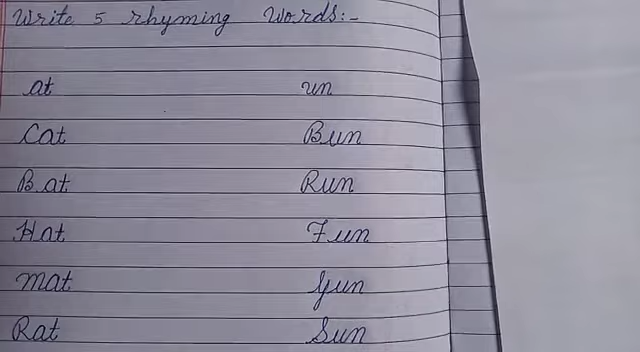 Write 5 rhyming Words:-
at un
Cat Bun
Bat Run
Hat Fun
mat Gun
Rat Sun